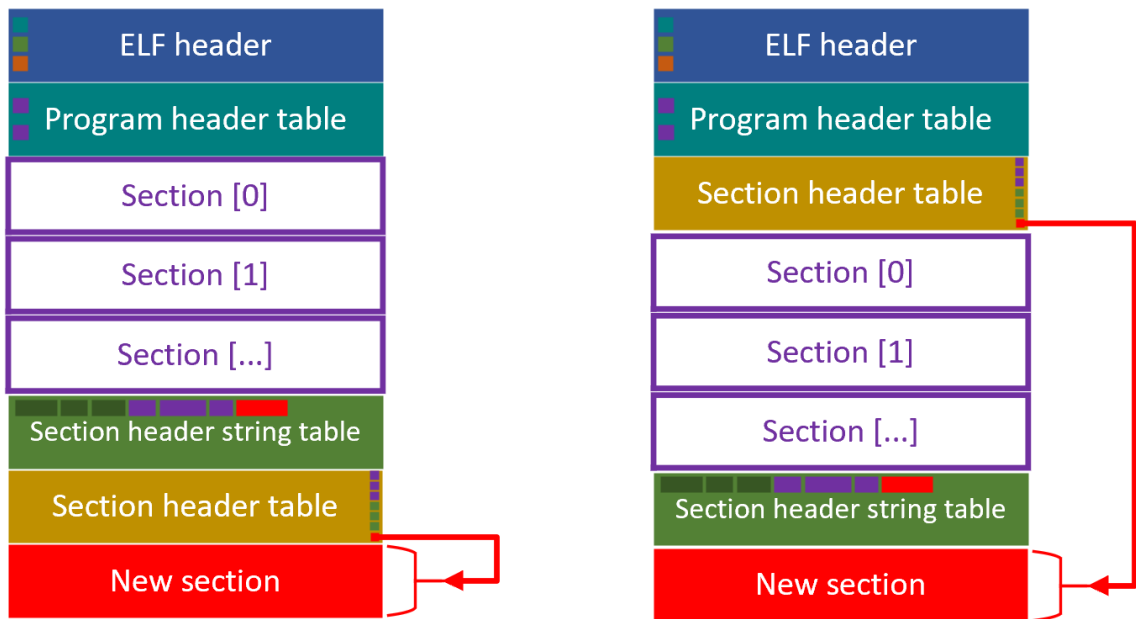 ELF header
Program header table
Section [0]
Section [1]
Section [...]
Section header string table
Section header table
New section
ELF header
Program header table
Section header table
Section [0]
Section [1]
Section [...]
Section header string table
New section